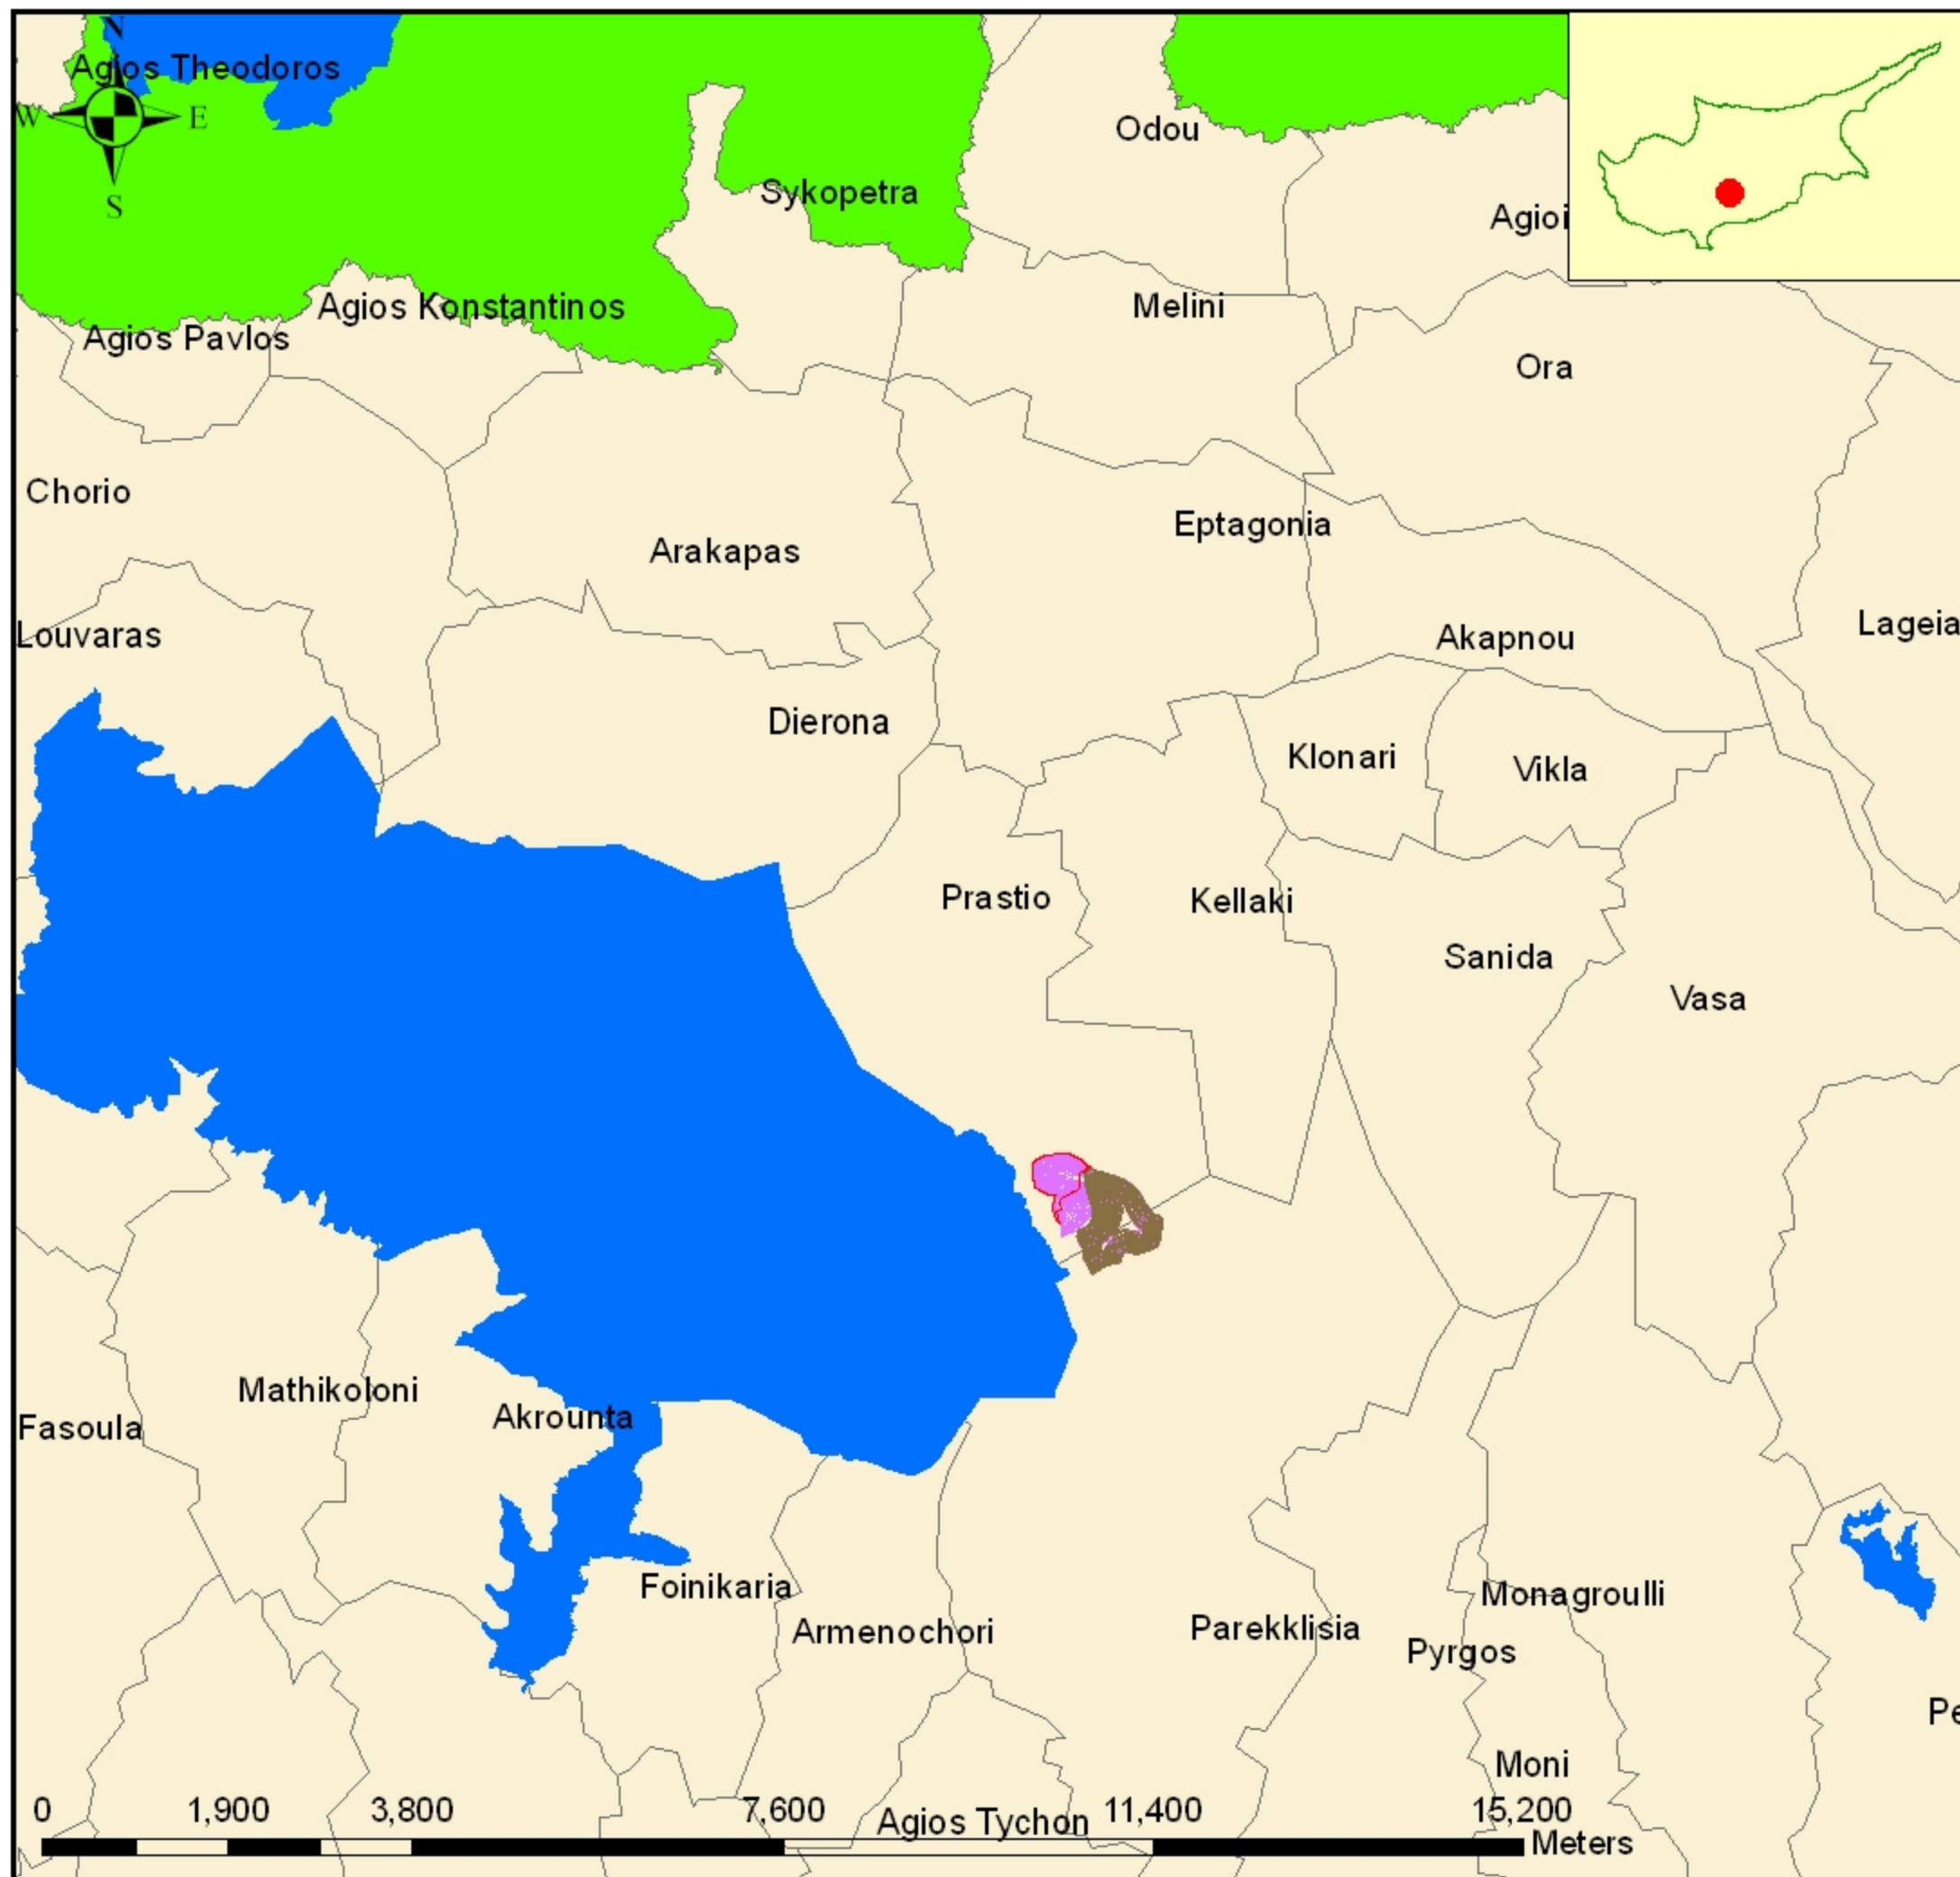 N
Agios Theodoros
W
E
S
Odou
Sykopetra
Agioi
Agios Konstantinos
Melini
Agios Pavlos
Ora
Chorio
Eptagonia
Arakapas
Lageia
Louvaras
Akapnou
Dierona
Klonari
Vikla
Prastio
Kellaki
Sanida
Vasa
Mathikoloni
Akrounta
Fasoula
Foinikaria
Monagroulli
Armenochori
Parekklisia
Pyrgos
Pe
Moni
0 1,900 3,800 7,600 11,400 15,200
Agios Tychon
Meters